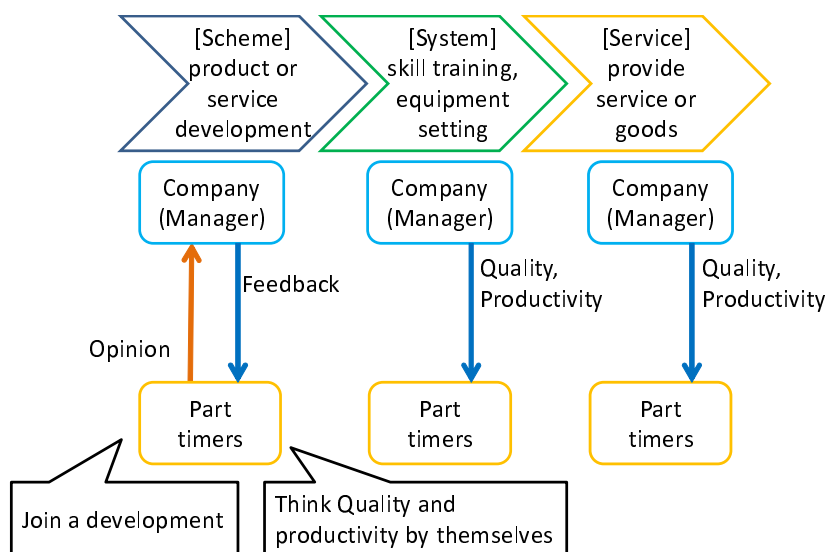 [Scheme]
product or
service
development
[System]
skill training,
equipment
setting
[Service]
provide
service or
goods
Company
(Manager)
Company
(Manager)
Company
(Manager)
Feedback
Opinion
Quality,
Productivity
Quality,
Productivity
Part
timers
Part
timers
Part
timers
Join a development
Think Quality and
productivity by themselves